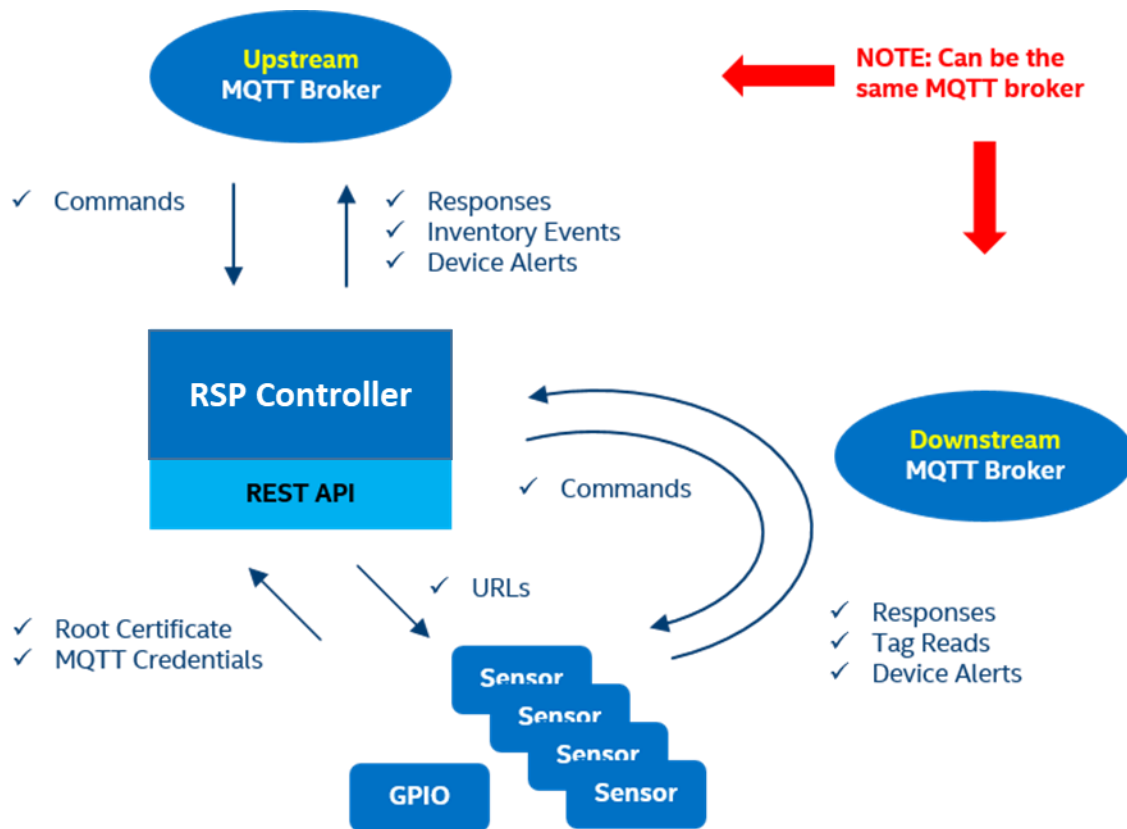 Upstream
MQTT Broker
NOTE: Can be the
same MQTT broker
✓ Commands
✓ Responses
✓ Inventory Events
✓ Device Alerts
RSP Controller
REST API
Downstream
MQTT Broker
✓ Commands
✓ URLs
✓ Root Certificate
✓ MQTT Credentials
✓ Responses
✓ Tag Reads
✓ Device Alerts
Sensor
Sensor
Sensor
Sensor
GPIO